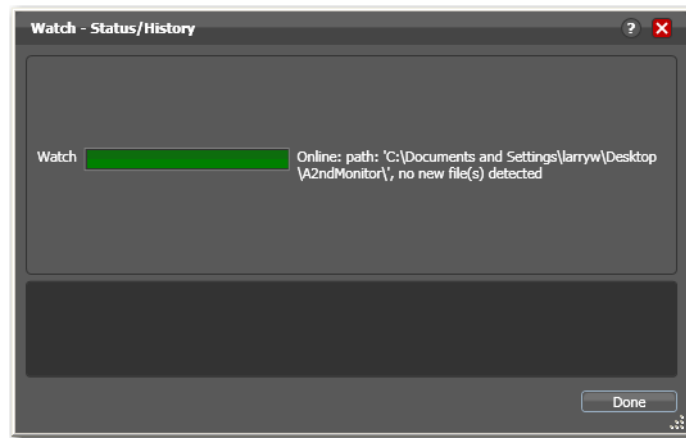 Watch - Status/History
?
Watch
Online: path: 'C:\Documents and Settings\larryw\Desktop
\A2ndMonitor\', no new file(s) detected
Done